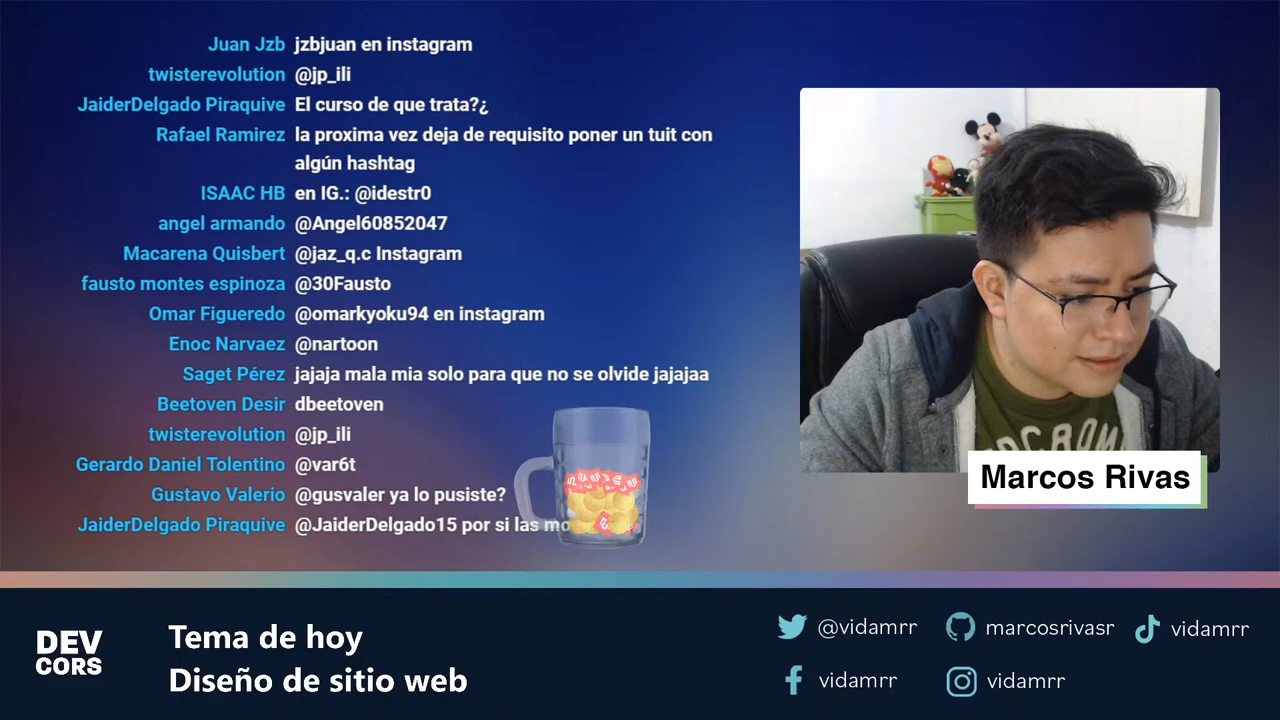 Juan Jzb jzbjuan en instagram
twisterevolution @jp_ili
JaiderDelgado Piraquive El curso de que trata?¿
Rafael Ramirez la proxima vez deja de requisito poner un tuit con
algún hashtag
ISAAC HB en IG.: @idestr0
angel armando @Angel60852047
Macarena Quisbert @jaz_q.c Instagram
fausto montes espinoza @30Fausto
Omar Figueredo @omarkyoku94 en instagram
Enoc Narvaez @nartoon
Saget Pérez jajaja mala mia solo para que no se olvide jajajaa
Beetoven Desir dbeetoven
twisterevolution @jp_ili
Gerardo Daniel Tolentino @var6t
Gustavo Valerio @gusvaler ya lo pusiste?
JaiderDelgado Piraquive @JaiderDelgado15 por si las
Marcos Rivas
DEV
CORS
Tema de hoy
Diseño de sitio web
@vidamrr marcosrivasr vidamrr
vidamrr vidamrr